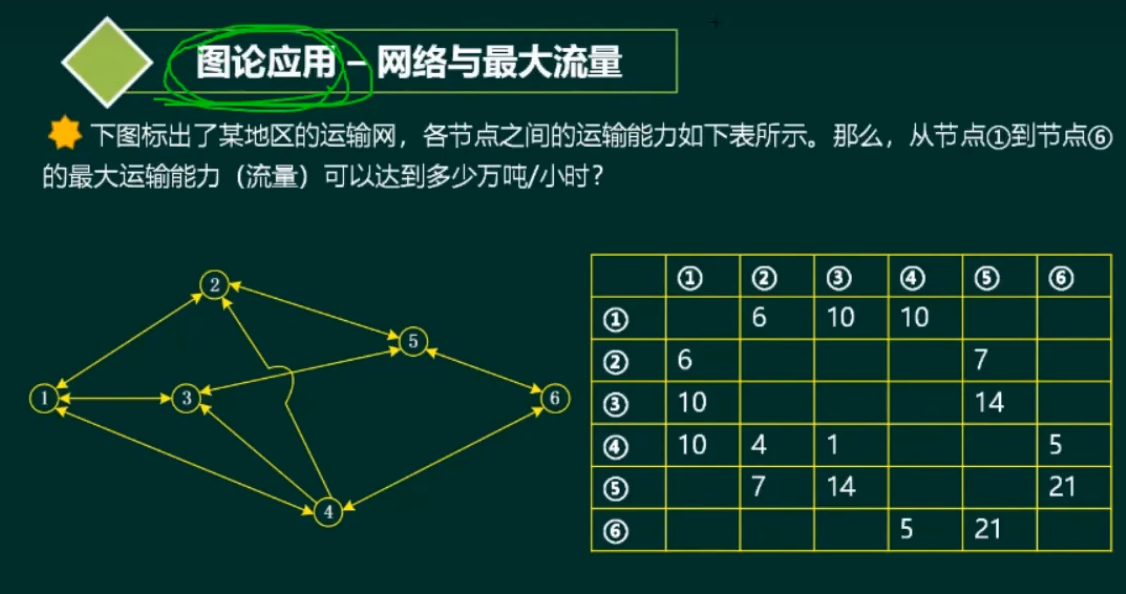 图论应用 – 网络与最大流量
下图标出了某地区的运输网，各节点之间的运输能力如下表所示。那么，从节点①到节点⑥
的最大运输能力（流量）可以达到多少万吨/小时？
2
5
1
3
6
4
① ② ③ ④ ⑤ ⑥
① 6 10 10
② 6 7
③ 10 14
④ 10 4 1 5
⑤ 7 14 21
⑥ 5 21